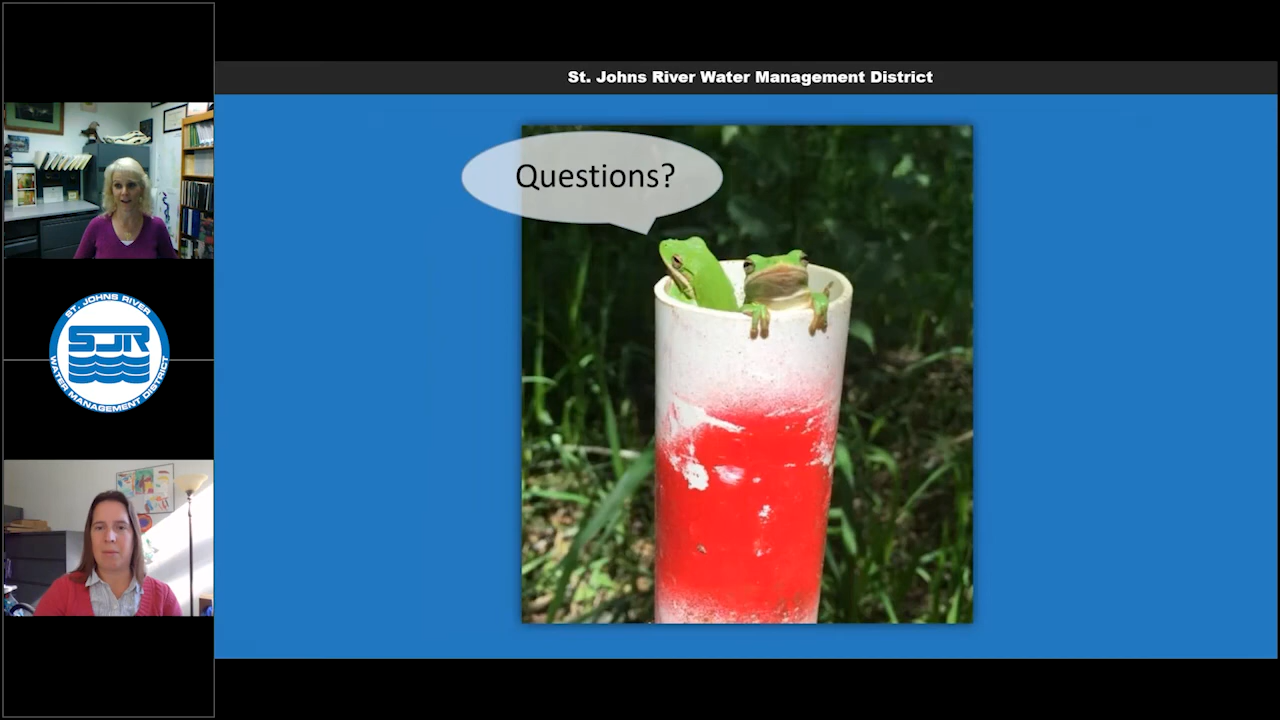 St. Johns River Water Management District
Questions?
ST. JOHNS RIVER
SJR
WATER MANAGEMENT DISTRICT